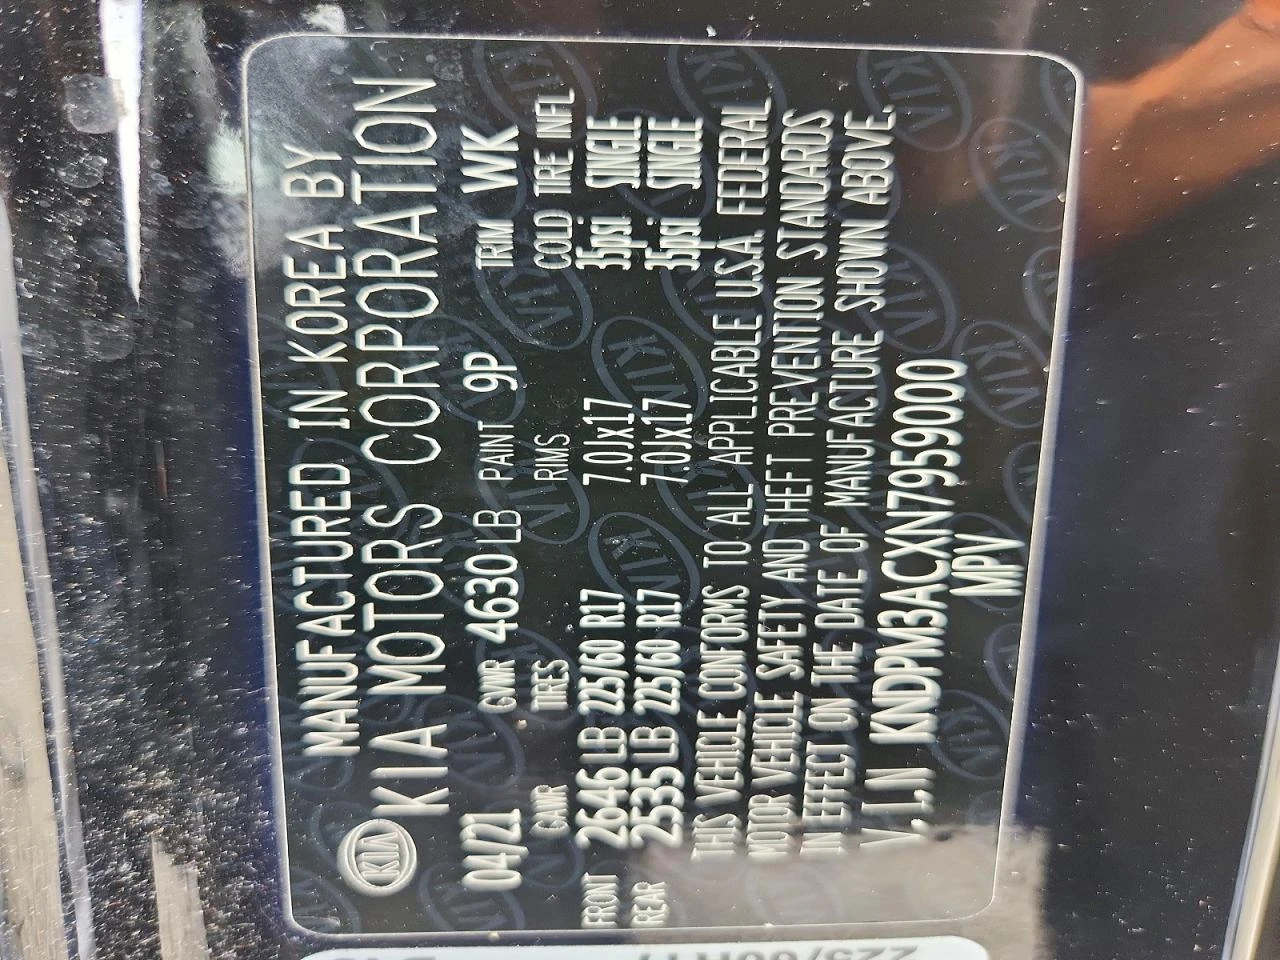 MANUFACTURED IN KOREA BY
KIA KIA MOTORS CORPORATION
04/21 GVWR 4630 LB PAINT 9P TRIM WK
GAWR TIRES RIMS COLD TIRE INFL
FRONT 2646 LB 225/60 R17 7.0Jx17 35psi SINGLE
REAR 2535 LB 225/60 R17 7.0Jx17 35psi SINGLE
THIS VEHICLE CONFORMS TO ALL APPLICABLE U.S.A. FEDERAL
MOTOR VEHICLE SAFETY AND THEFT PREVENTION STANDARDS
IN EFFECT ON THE DATE OF MANUFACTURE SHOWN ABOVE.
V.I.N KNDPM3ACXN7959000
MPV